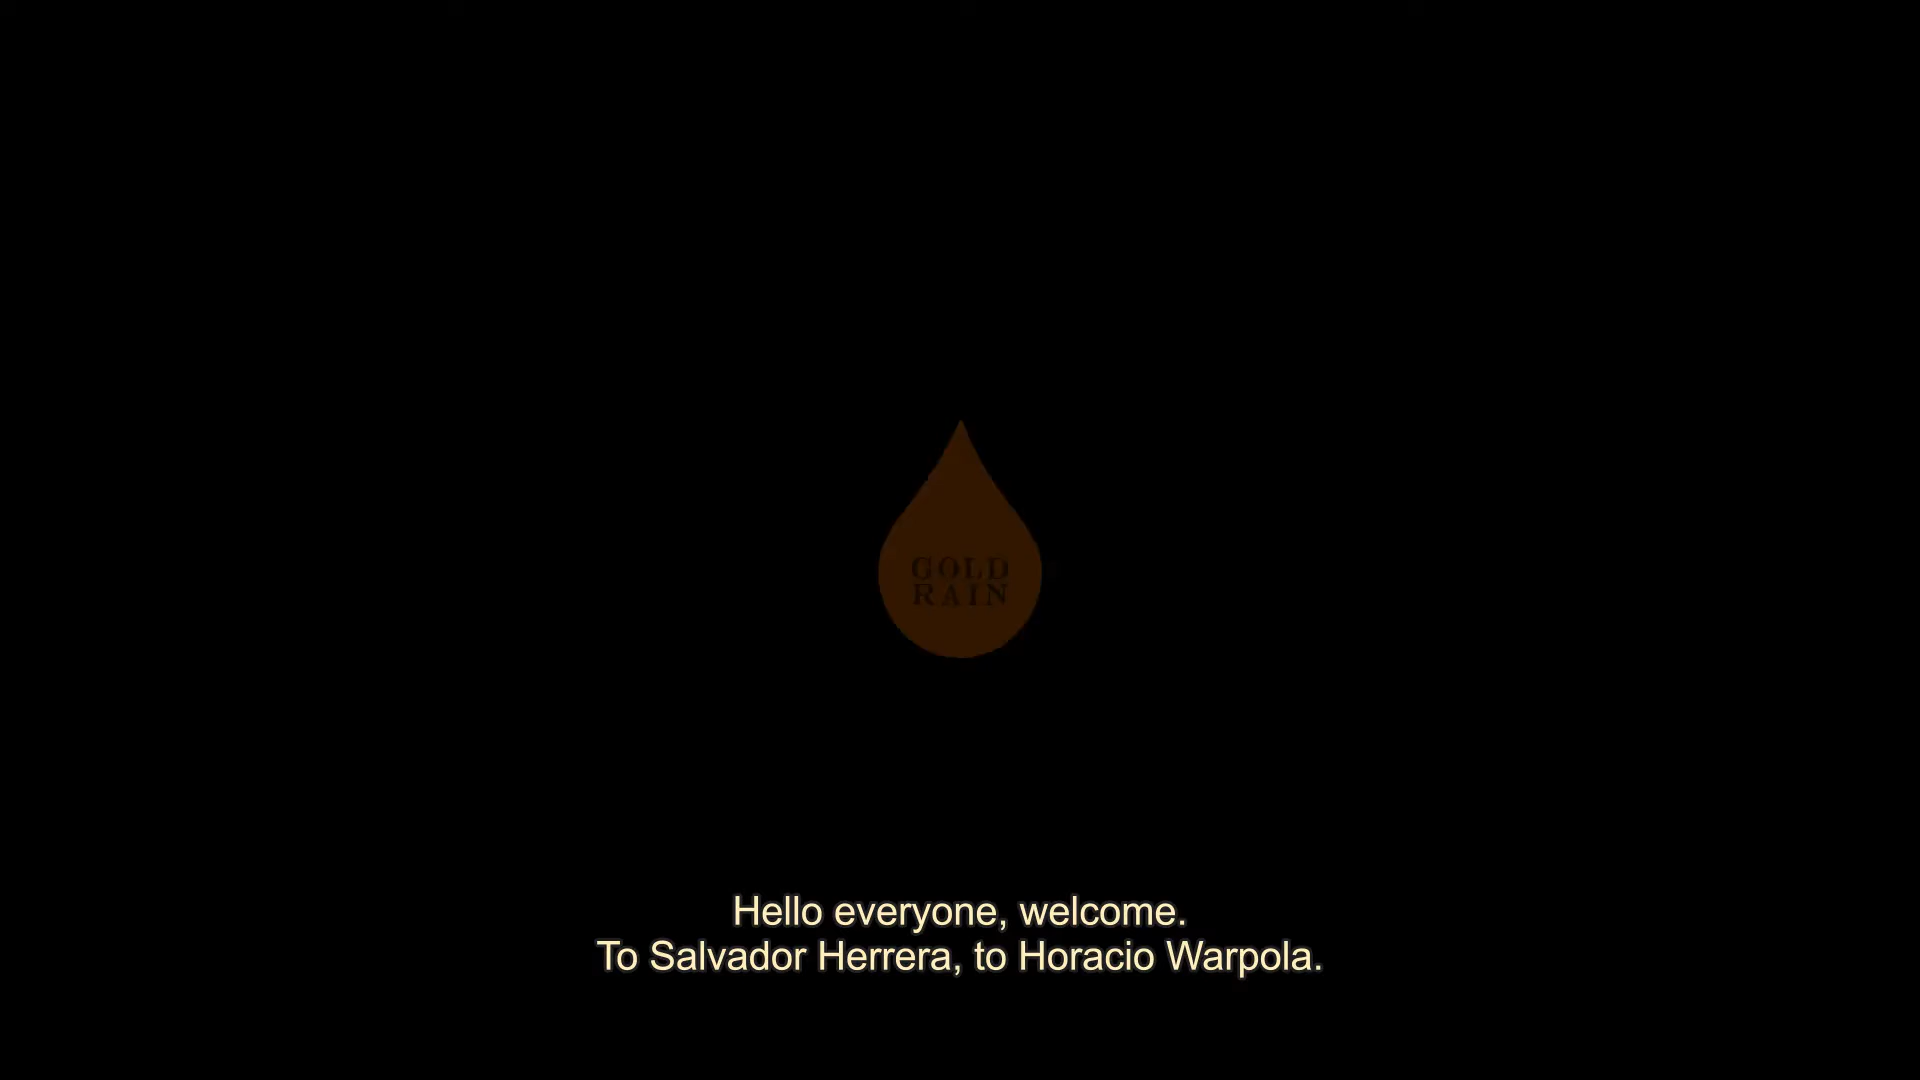 GOLD
RAIN
Hello everyone, welcome.
To Salvador Herrera, to Horacio Warpola.